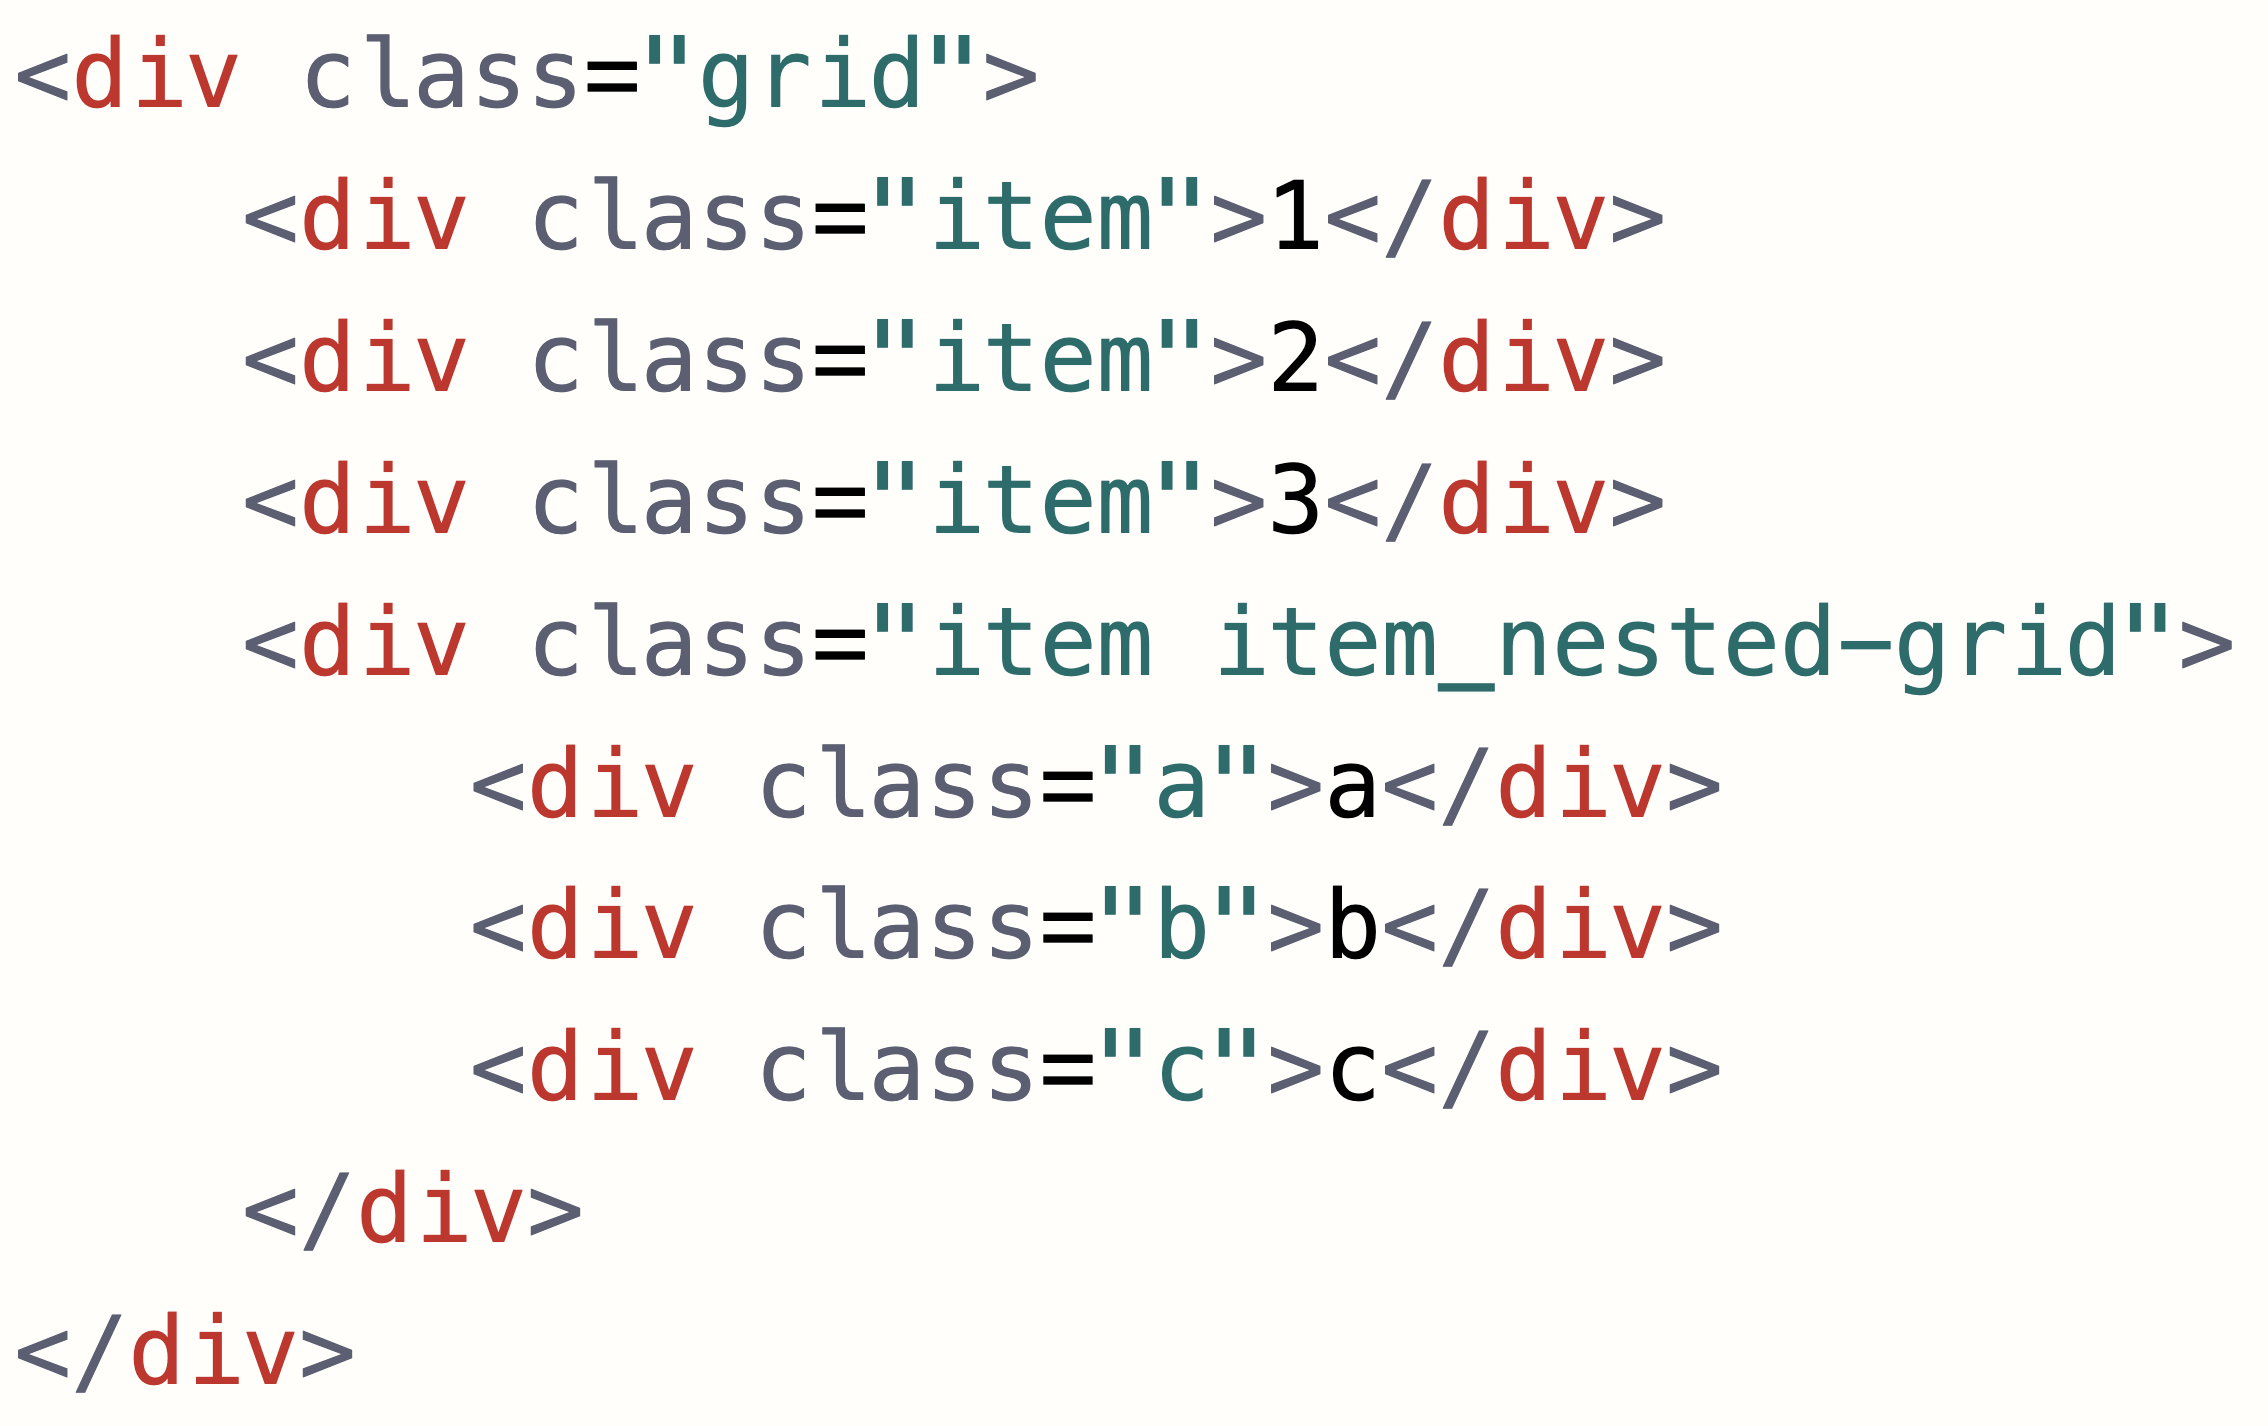 <div class="grid">
    <div class="item">1</div>
    <div class="item">2</div>
    <div class="item">3</div>
    <div class="item item_nested-grid">
        <div class="a">a</div>
        <div class="b">b</div>
        <div class="c">c</div>
    </div>
</div>